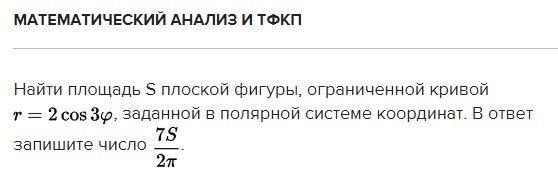 МАТЕМАТИЧЕСКИЙ АНАЛИЗ И ТФКП
Найти площадь S плоской фигуры, ограниченной кривой
r = 2 cos 3φ, заданной в полярной системе координат. В ответ
запишите число 7S/2π.